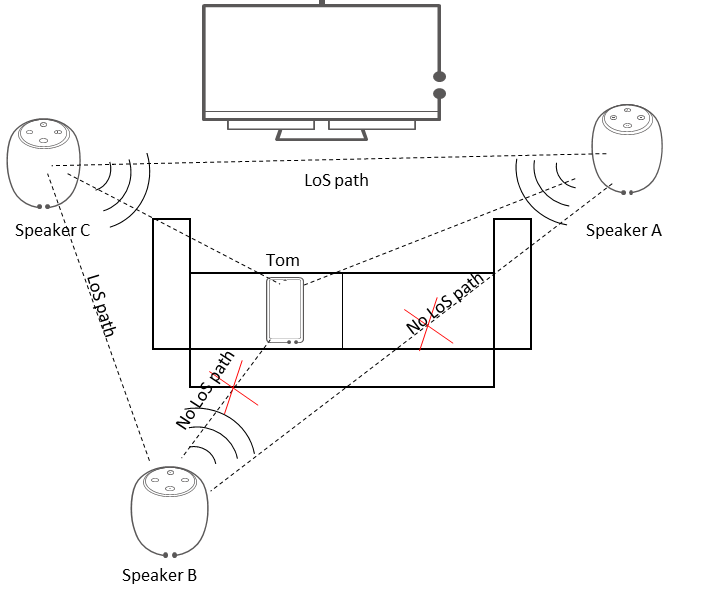 LoS path
Speaker C
Speaker A
Tom
LoS path
No LoS path
No LoS path
Speaker B